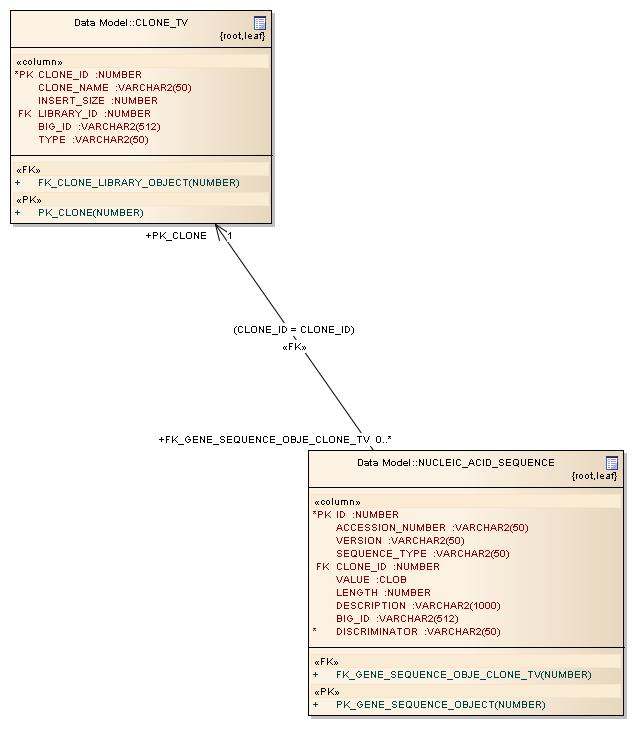 Data Model::CLONE_TV
{root,leaf}
«column»
*PK CLONE_ID :NUMBER
CLONE_NAME :VARCHAR2(50)
INSERT_SIZE :NUMBER
FK LIBRARY_ID :NUMBER
BIG_ID :VARCHAR2(512)
TYPE :VARCHAR2(50)
«FK»
+ FK_CLONE_LIBRARY_OBJECT(NUMBER)
«PK»
+ PK_CLONE(NUMBER)
+PK_CLONE 1
(CLONE_ID = CLONE_ID)
«FK»
+FK_GENE_SEQUENCE_OBJE_CLONE_TV 0..*
Data Model::NUCLEIC_ACID_SEQUENCE
{root,leaf}
«column»
*PK ID :NUMBER
ACCESSION_NUMBER :VARCHAR2(50)
VERSION :VARCHAR2(50)
SEQUENCE_TYPE :VARCHAR2(50)
FK CLONE_ID :NUMBER
VALUE :CLOB
LENGTH :NUMBER
DESCRIPTION :VARCHAR2(1000)
BIG_ID :VARCHAR2(512)
* DISCRIMINATOR :VARCHAR2(50)
«FK»
+ FK_GENE_SEQUENCE_OBJE_CLONE_TV(NUMBER)
«PK»
+ PK_GENE_SEQUENCE_OBJECT(NUMBER)